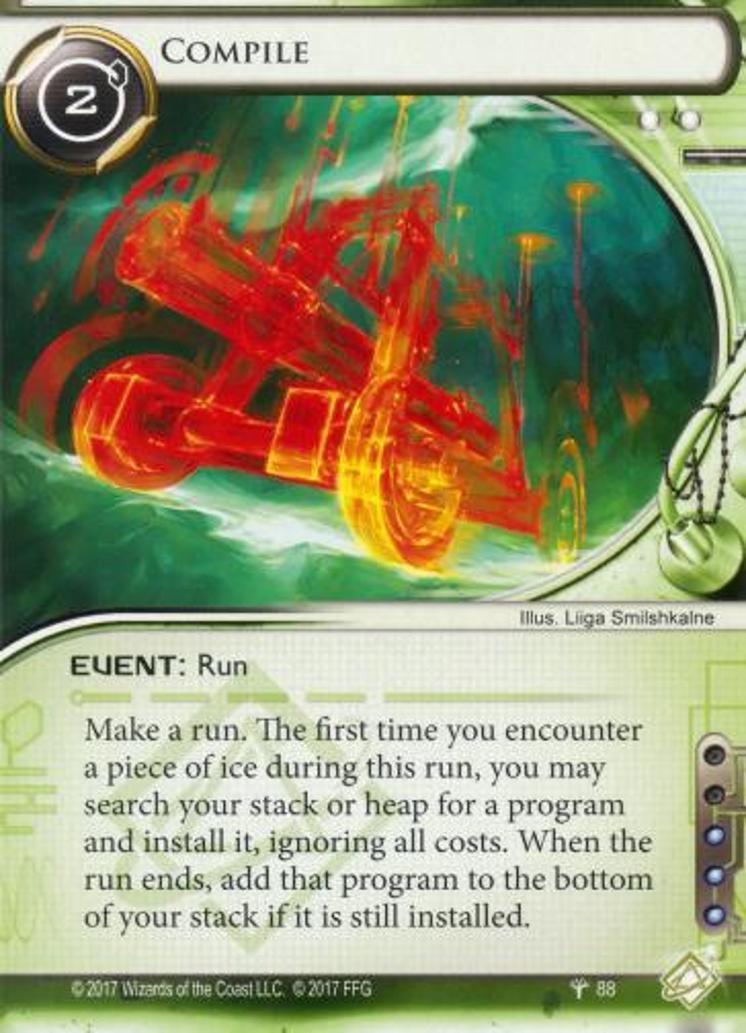 Compile
2
Illus. Liiga Smilshkalne
EVENT: Run
Make a run. The first time you encounter
a piece of ice during this run, you may
search your stack or heap for a program
and install it, ignoring all costs. When the
run ends, add that program to the bottom
of your stack if it is still installed.
© 2017 Wizards of the Coast LLC. © 2017 FFG
88